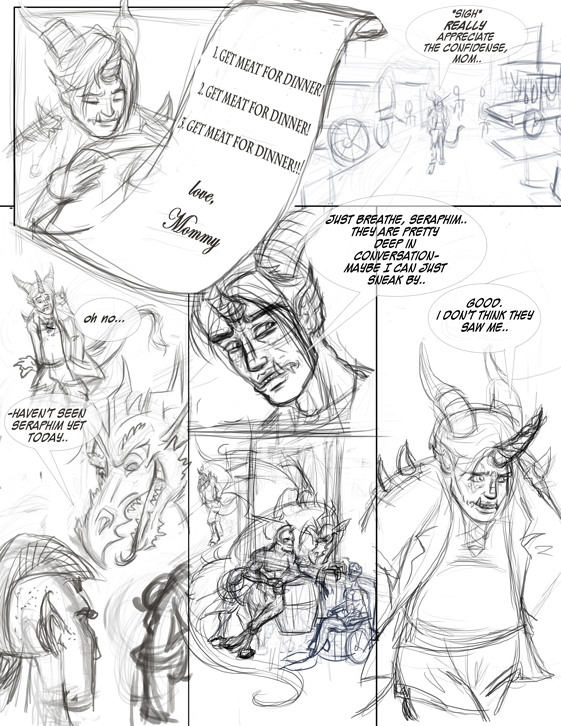 1. GET MEAT FOR DINNER!
2. GET MEAT FOR DINNER!
3. GET MEAT FOR DINNER!!!
love,
Mommy
*SIGH*
REALLY
APPRECIATE
THE CONFIDENSE,
MOM..
oh no...
-HAVEN'T SEEN
SERAPHIM YET
TODAY..
JUST BREATHE, SERAPHIM..
THEY ARE PRETTY
DEEP IN
CONVERSATION-
MAYBE I CAN JUST
SNEAK BY..
GOOD.
I DON'T THINK THEY
SAW ME..